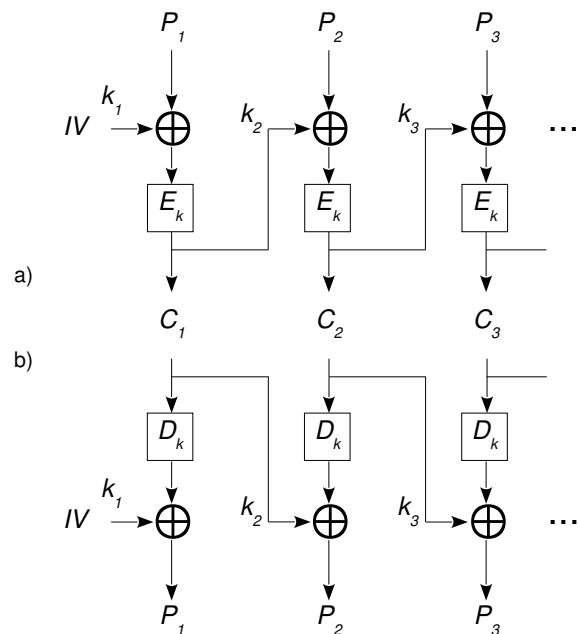 P1 P2 P3
IV k1 k2 k3 ...
Ek Ek Ek
a)
C1 C2 C3
b)
Dk Dk Dk
IV k1 k2 k3 ...
P1 P2 P3